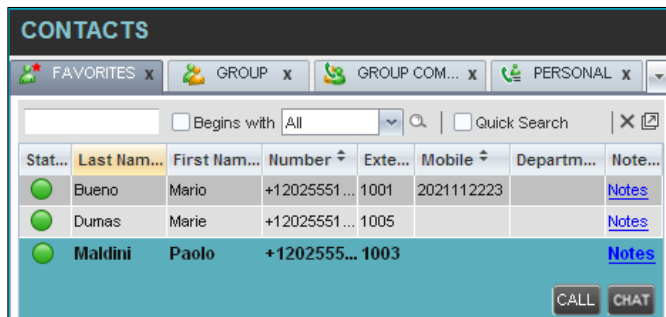 CONTACTS
FAVORITES x GROUP x GROUP COM... x PERSONAL x
Begins with All Quick Search
Stat... Last Nam... First Nam... Number Exte... Mobile Departm... Note...
Bueno Mario +12025551... 1001 2021112223 Notes
Dumas Marie +12025551... 1005 Notes
Maldini Paolo +1202555... 1003 Notes
CALL CHAT